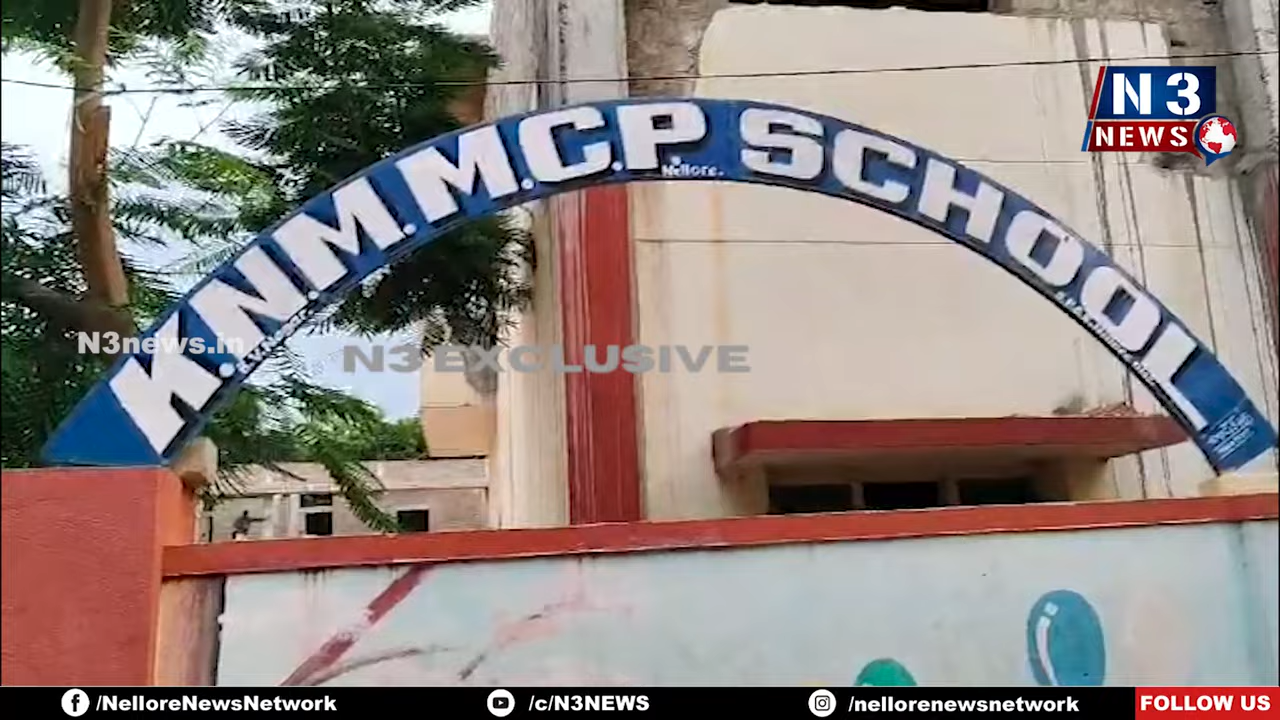 K.N.M.M.C.P. SCHOOL
Nellore.
N3
NEWS
N3news.in
N3 EXCLUSIVE
/NelloreNewsNetwork
/c/N3NEWS
/nellorenewsnetwork
FOLLOW US